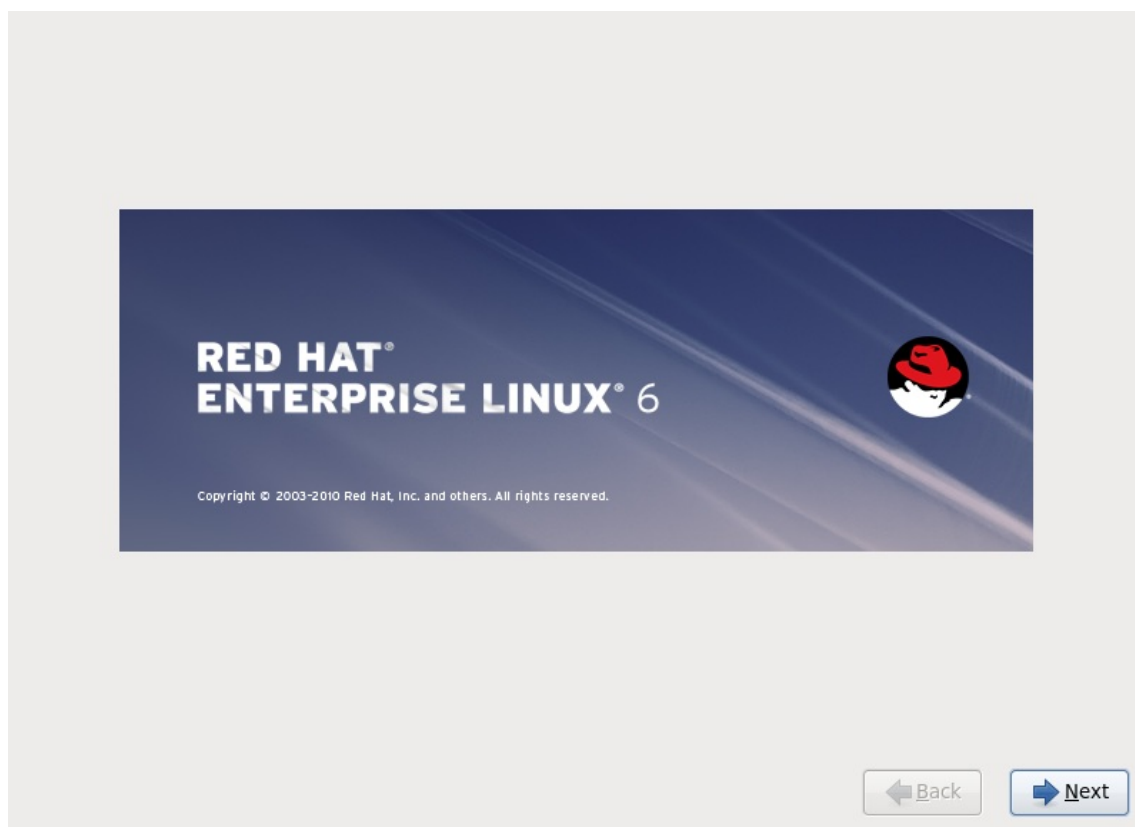 RED HAT®
ENTERPRISE LINUX® 6
Copyright © 2003-2010 Red Hat, Inc. and others. All rights reserved.
Back
Next